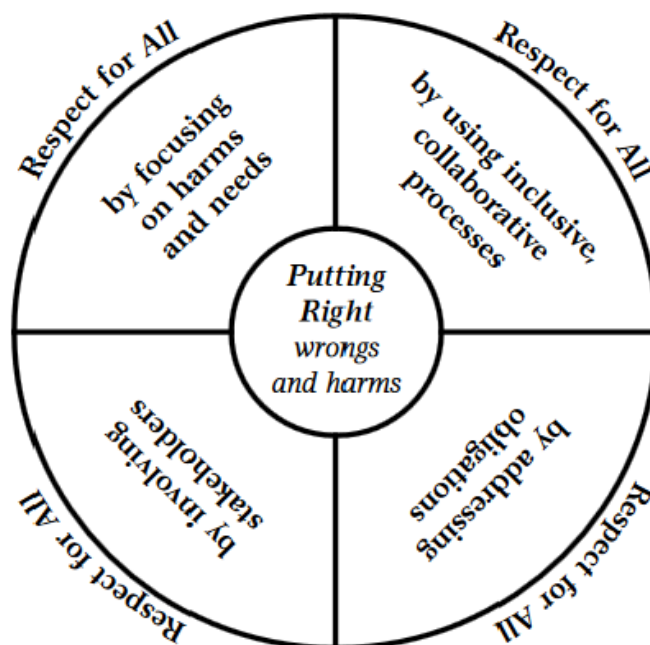 Respect for All
by focusing
on harms
and needs
Respect for All
by using inclusive,
collaborative
processes
Putting
Right
wrongs
and harms
Respect for All
by involving
stakeholders
Respect for All
by addressing
obligations